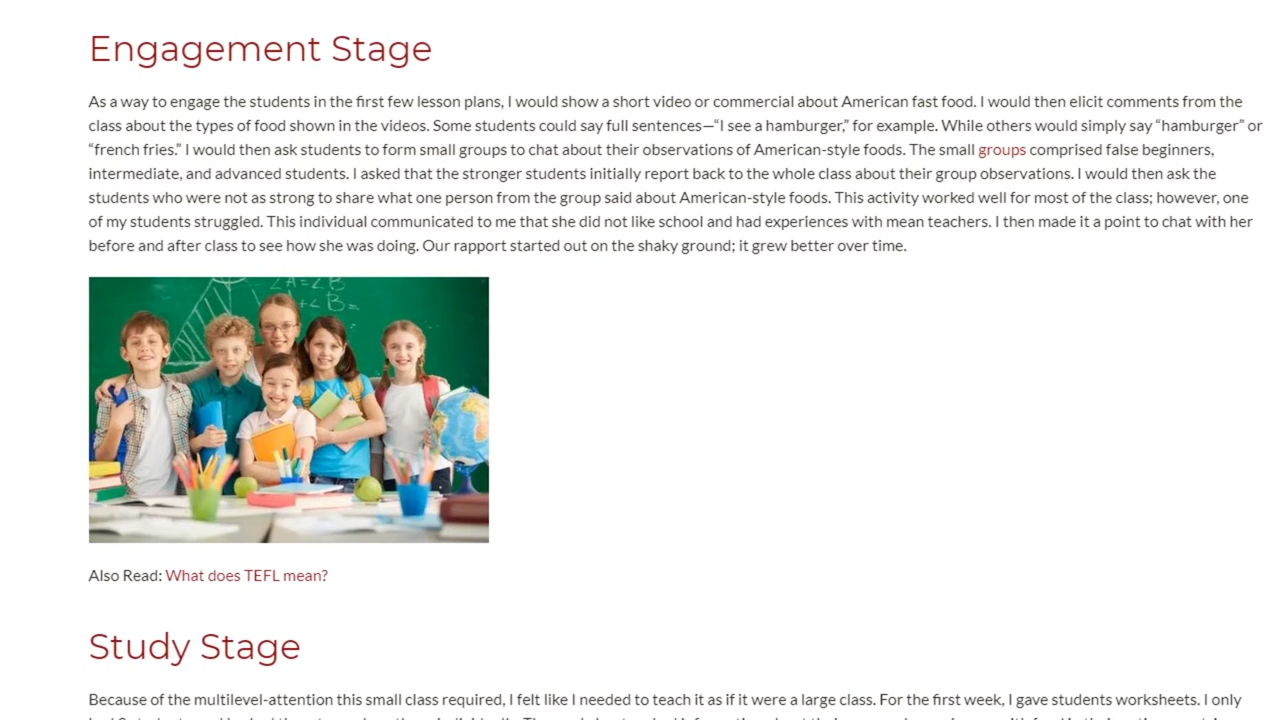 Engagement Stage
As a way to engage the students in the first few lesson plans, I would show a short video or commercial about American fast food. I would then elicit comments from the
class about the types of food shown in the videos. Some students could say full sentences—“I see a hamburger,” for example. While others would simply say “hamburger” or
“french fries.” I would then ask students to form small groups to chat about their observations of American-style foods. The small groups comprised false beginners,
intermediate, and advanced students. I asked that the stronger students initially report back to the whole class about their group observations. I would then ask the
students who were not as strong to share what one person from the group said about American-style foods. This activity worked well for most of the class; however, one
of my students struggled. This individual communicated to me that she did not like school and had experiences with mean teachers. I then made it a point to chat with her
before and after class to see how she was doing. Our rapport started out on the shaky ground; it grew better over time.
∠A=∠B
+∠B=
Also Read: What does TEFL mean?
Study Stage
Because of the multilevel-attention this small class required, I felt like I needed to teach it as if it were a large class. For the first week, I gave students worksheets. I only